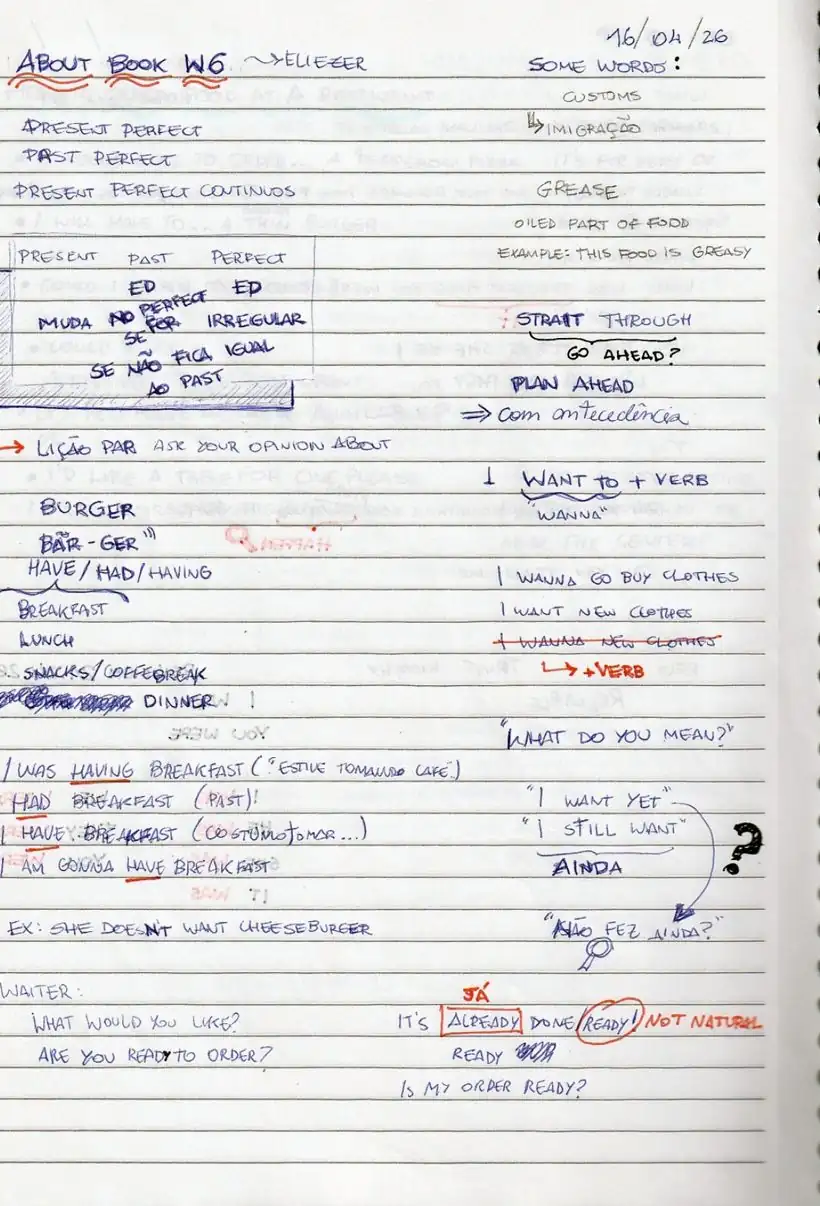 16/04/26
ABOUT BOOK W6 ~>ELIEZER
PRESENT PERFECT
PAST PERFECT
PRESENT PERFECT CONTINUOS
PRESENT PAST PERFECT
ED ED
MUDA NO PERFECT IRREGULAR
SE FOR
SE NÃO FICA IGUAL
AO PAST
→ LIÇÃO PAR ASK YOUR OPINION ABOUT
BURGER
BÃR-GER"
HAVE/HAD/HAVING
BREAKFAST
LUNCH
SNACKS/COFFEBREAK
DINNER
I WAS HAVING BREAKFAST ("ESTIVE TOMANDO CAFÉ")
HAD BREAKFAST (PAST)
I HAVE BREAKFAST (COSTUMO TOMAR...)
I AM GONNA HAVE BREAKFAST
EX: SHE DOESN'T WANT CHEESEBURGER
WAITER:
WHAT WOULD YOU LIKE?
ARE YOU READY TO ORDER?
SOME WORDS:
CUSTOMS
↳ IMIGRAÇÃO
GREASE
OILED PART OF FOOD
EXAMPLE: THIS FOOD IS GREASY
STRAIT THROUGH
GO AHEAD?
PLAN AHEAD
⇒ com antecedência
I WANT TO + VERB
"WANNA"
I WANNA GO BUY CLOTHES
I WANT NEW CLOTHES
I WANNA NEW CLOTHES
↳ +VERB
"WHAT DO YOU MEAN?"
"I WANT YET"
"I STILL WANT"
?
AINDA
"NÃO FEZ AINDA?"
JÁ
IT'S ALREADY DONE/READY! NOT NATURAL
READY
IS MY ORDER READY?